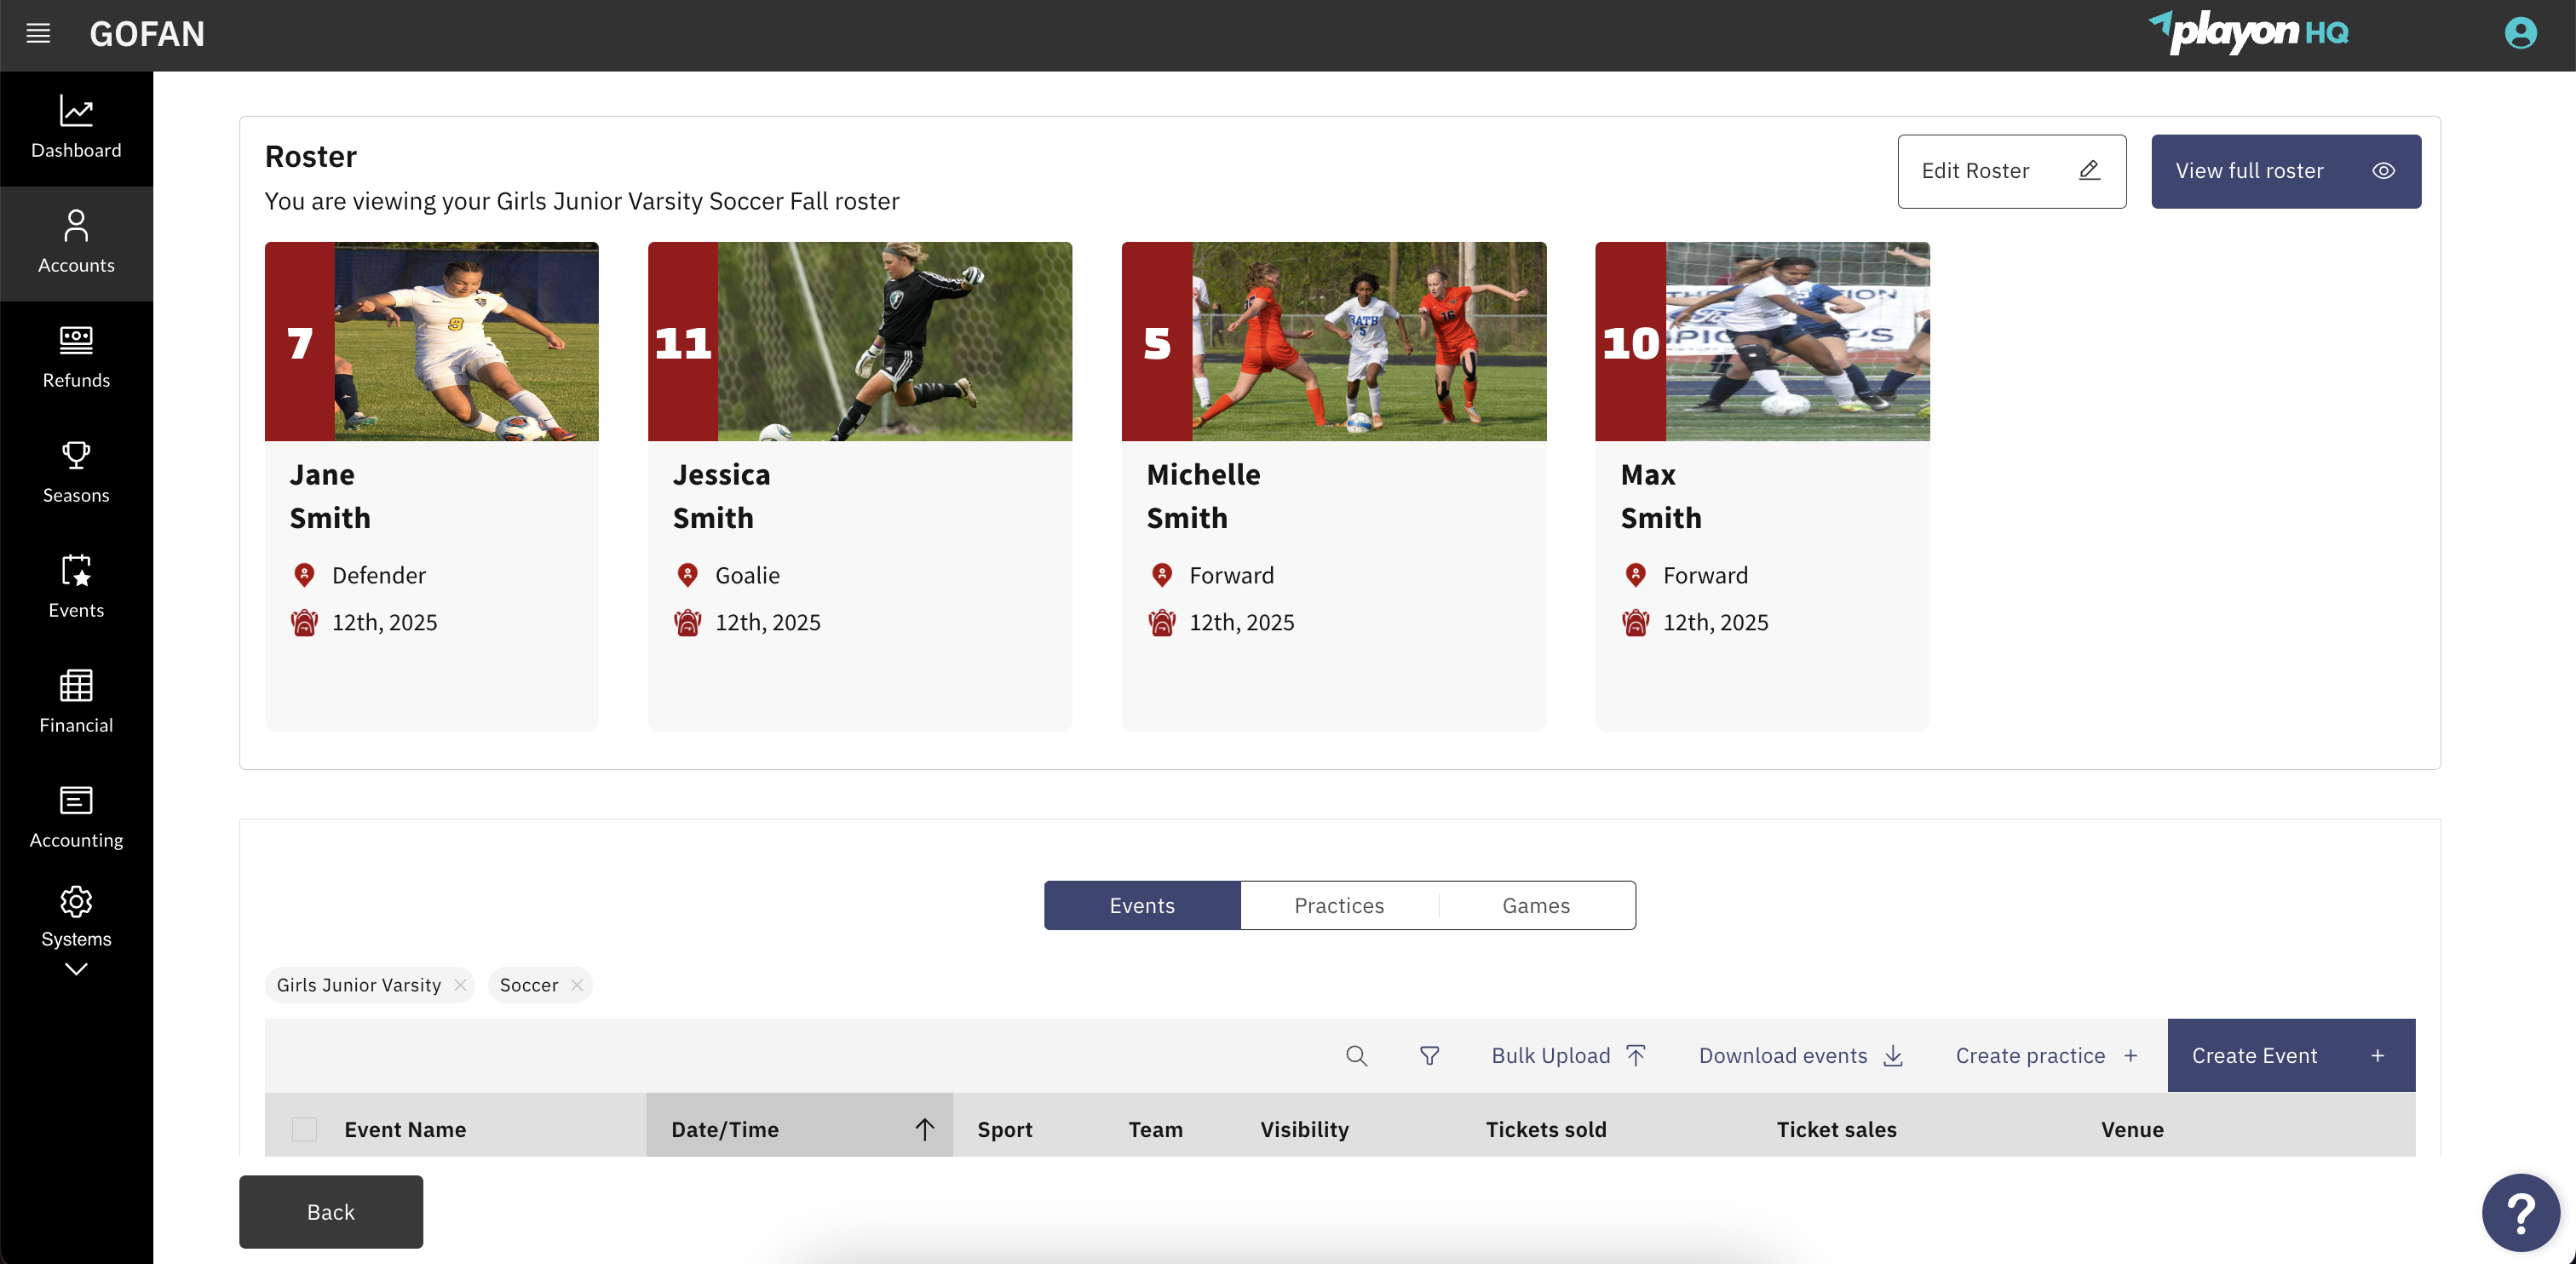 GOFAN
playon HQ
Dashboard
Accounts
Refunds
Seasons
Events
Financial
Accounting
Systems
Roster
You are viewing your Girls Junior Varsity Soccer Fall roster
Edit Roster
View full roster
7
9
Jane
Smith
Defender
12th, 2025
11
Jessica
Smith
Goalie
12th, 2025
5
BATH
5
16
Michelle
Smith
Forward
12th, 2025
10
Max
Smith
Forward
12th, 2025
Events Practices Games
Girls Junior Varsity Soccer
Bulk Upload Download events Create practice + Create Event +
Event Name Date/Time Sport Team Visibility Tickets sold Ticket sales Venue
Back
?